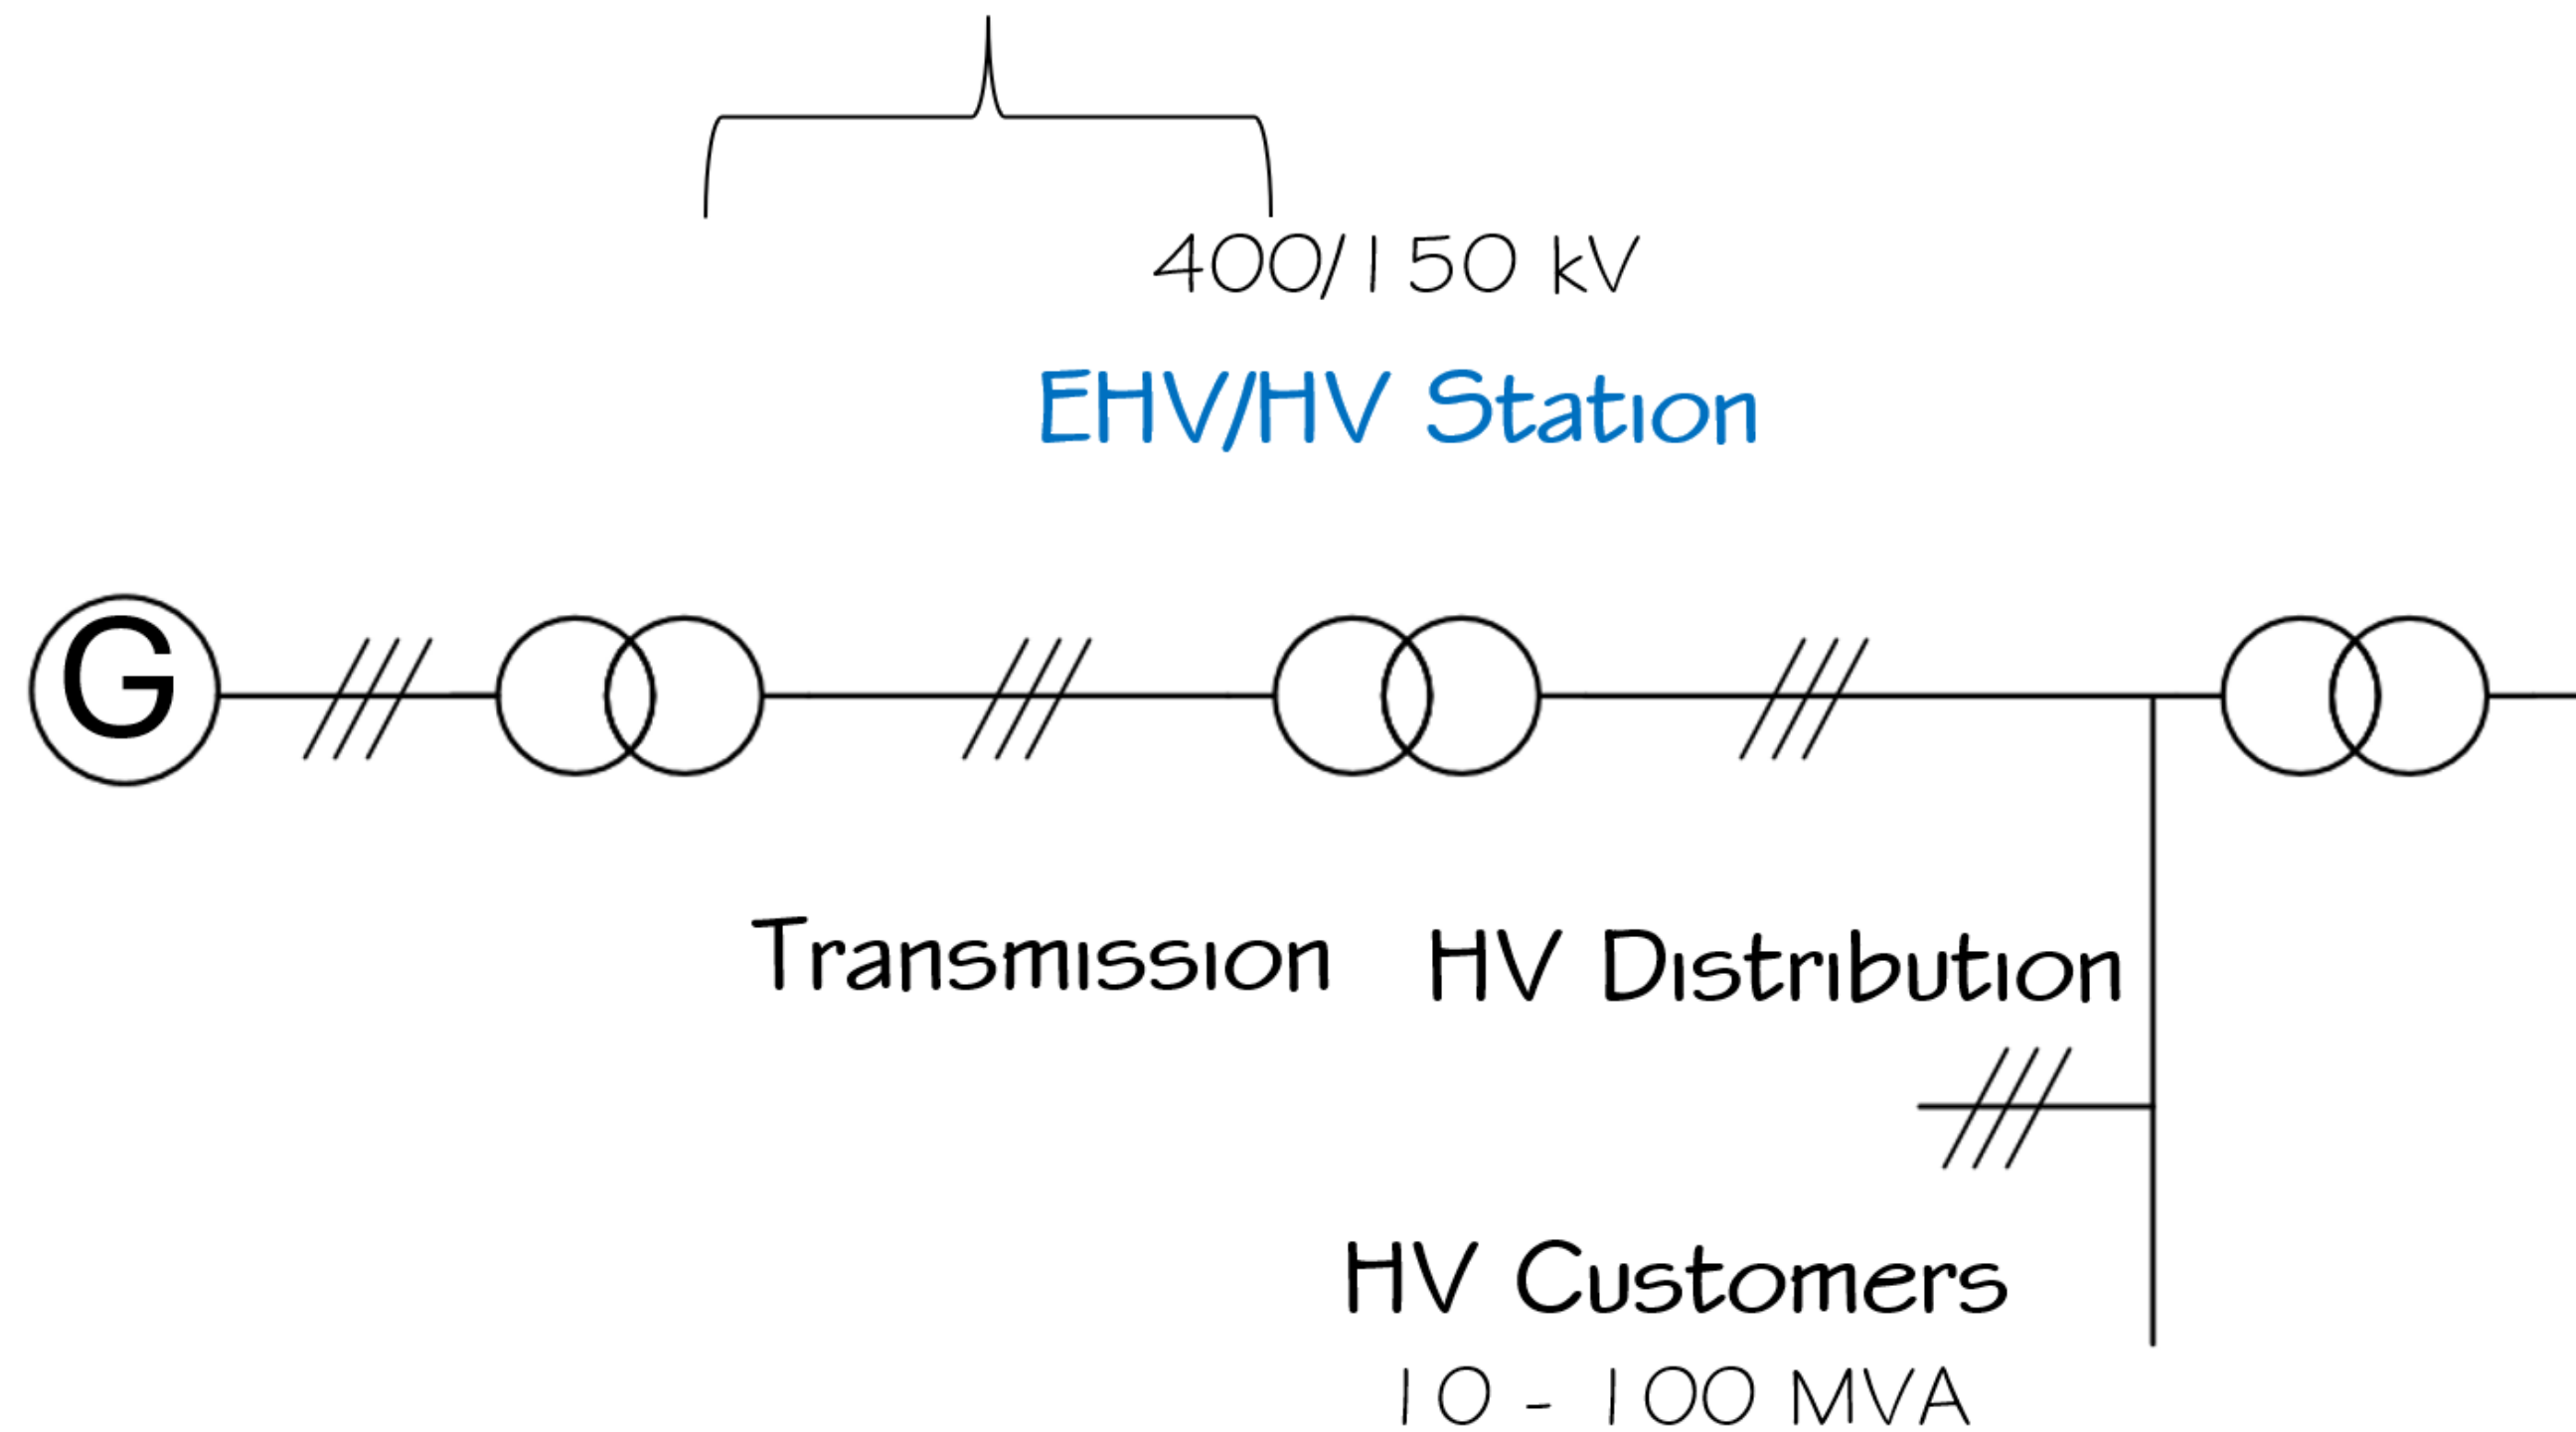 400/150 kV
EHV/HV Station
G
Transmission
HV Distribution
HV Customers
10 - 100 MVA